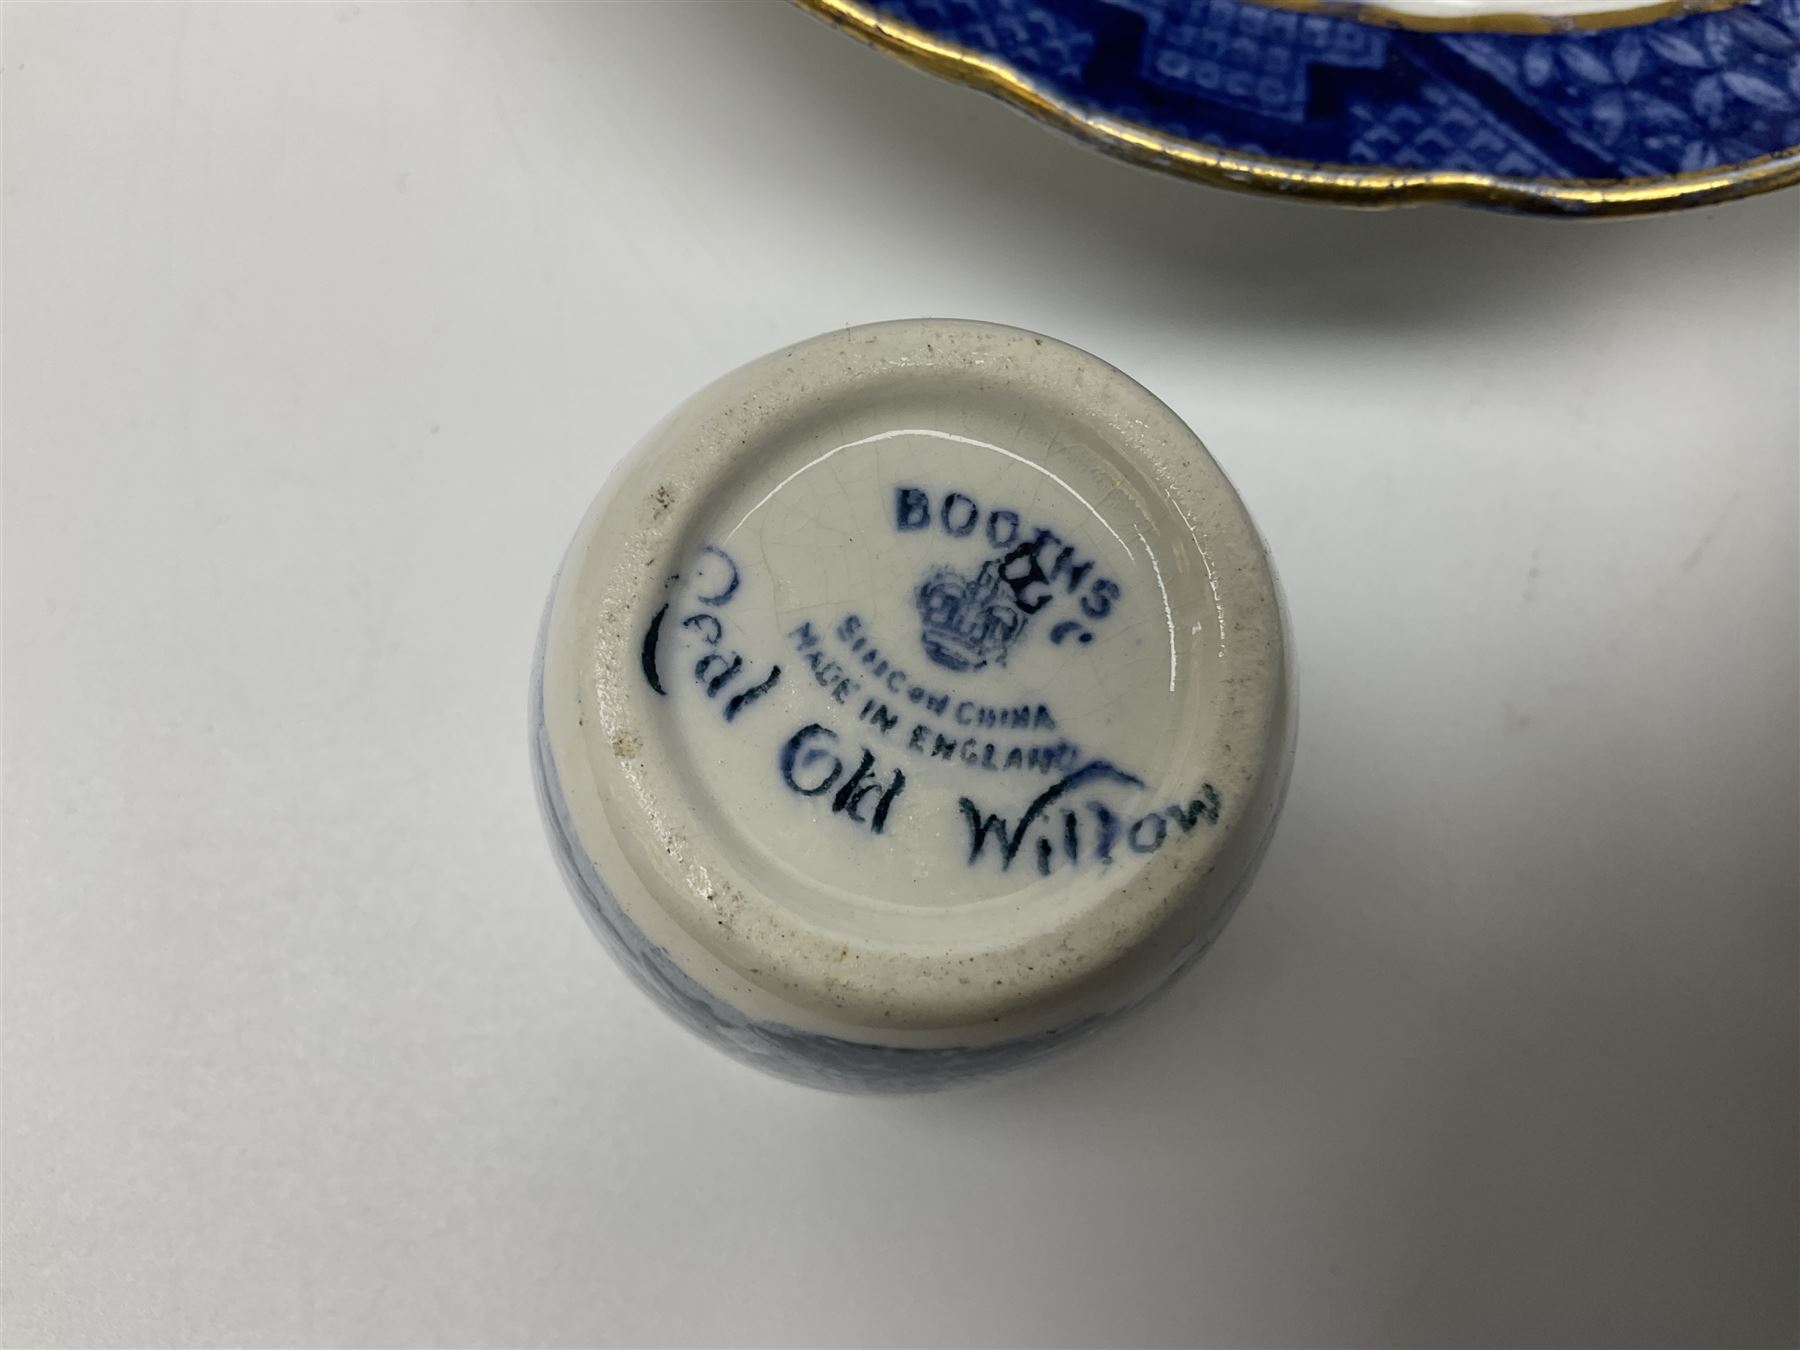 BOOTHS
SILICON CHINA
MADE IN ENGLAND
Real Old Willow